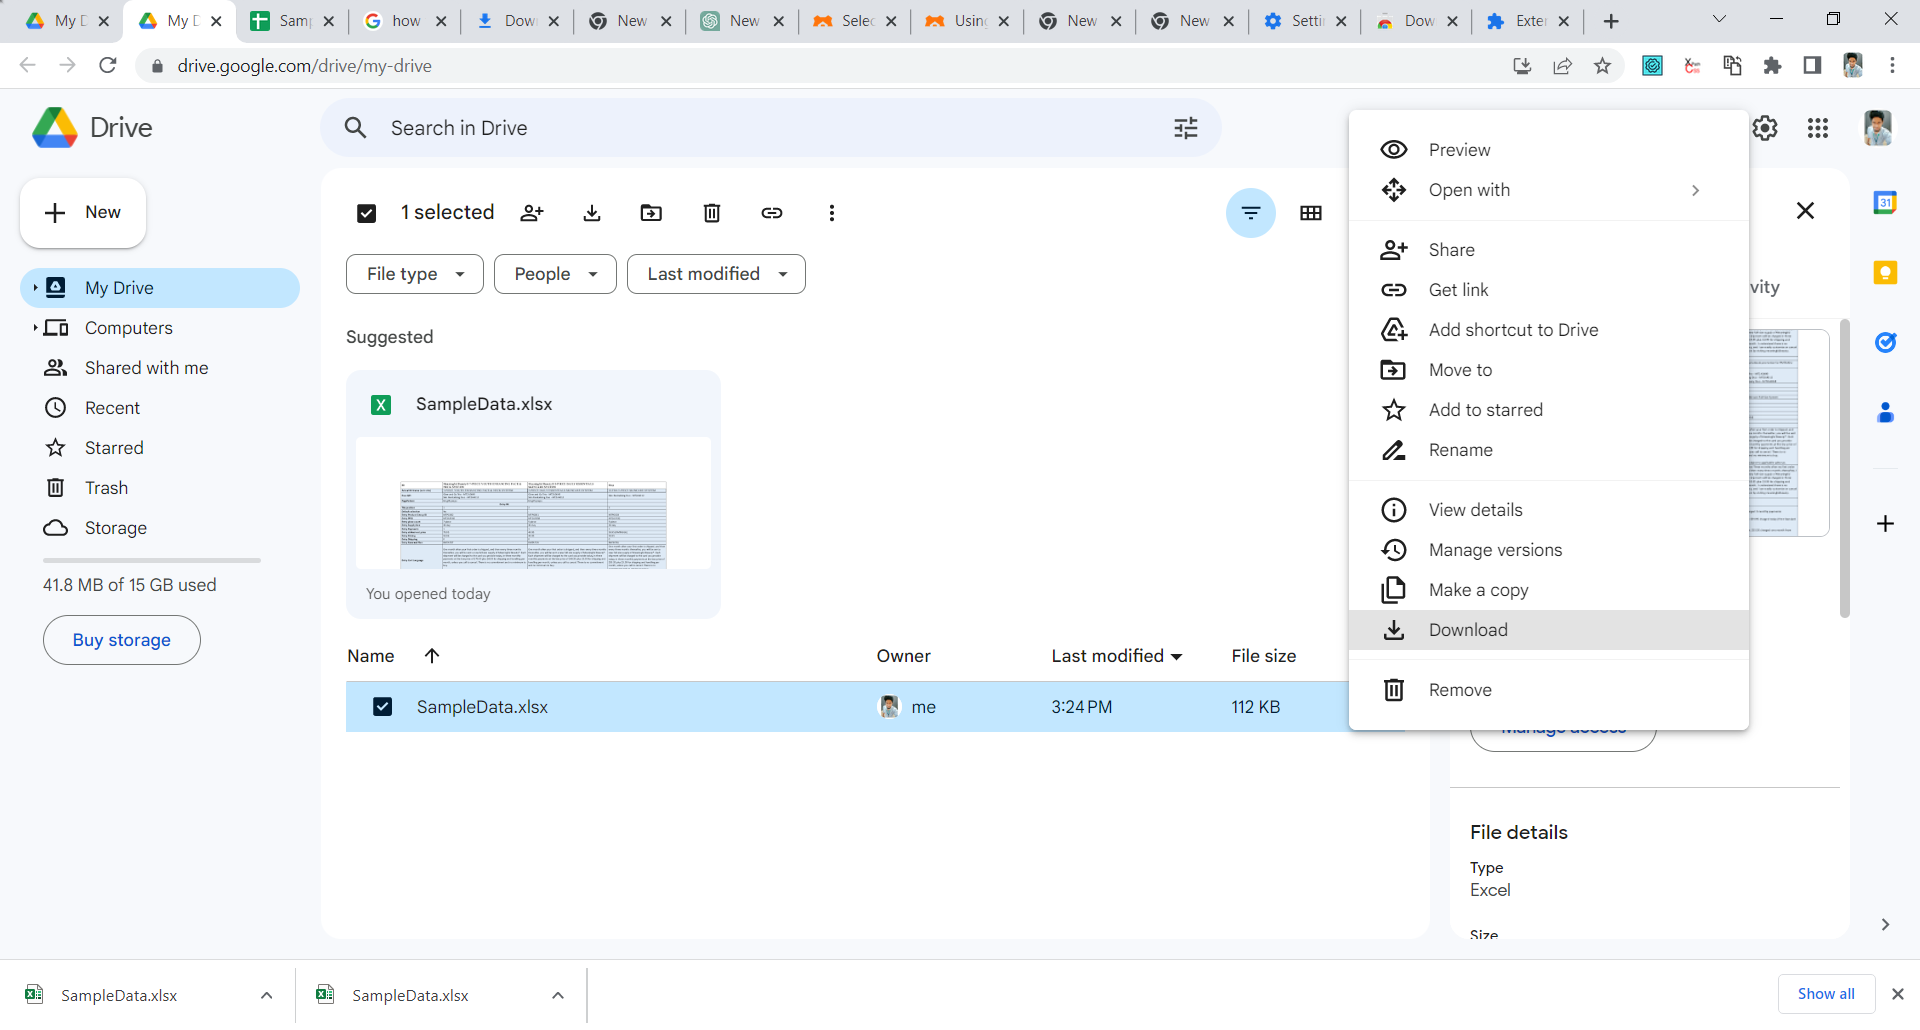 My D
My D
Samp
how
Dow
New
New
Selec
Using
New
New
Setti
Dow
Exte
drive.google.com/drive/my-drive
Drive
Search in Drive
New
My Drive
Computers
Shared with me
Recent
Starred
Trash
Storage
41.8 MB of 15 GB used
Buy storage
1 selected
File type
People
Last modified
Suggested
SampleData.xlsx
You opened today
Name
Owner
Last modified
File size
SampleData.xlsx
me
3:24 PM
112 KB
Preview
Open with
Share
Get link
Add shortcut to Drive
Move to
Add to starred
Rename
View details
Manage versions
Make a copy
Download
Remove
vity
31
Manage access
File details
Type
Excel
Size
SampleData.xlsx
SampleData.xlsx
Show all